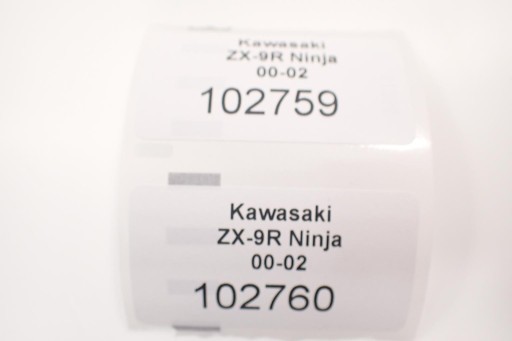 Kawasaki
ZX-9R Ninja
00-02
102759
Kawasaki
ZX-9R Ninja
00-02
102760